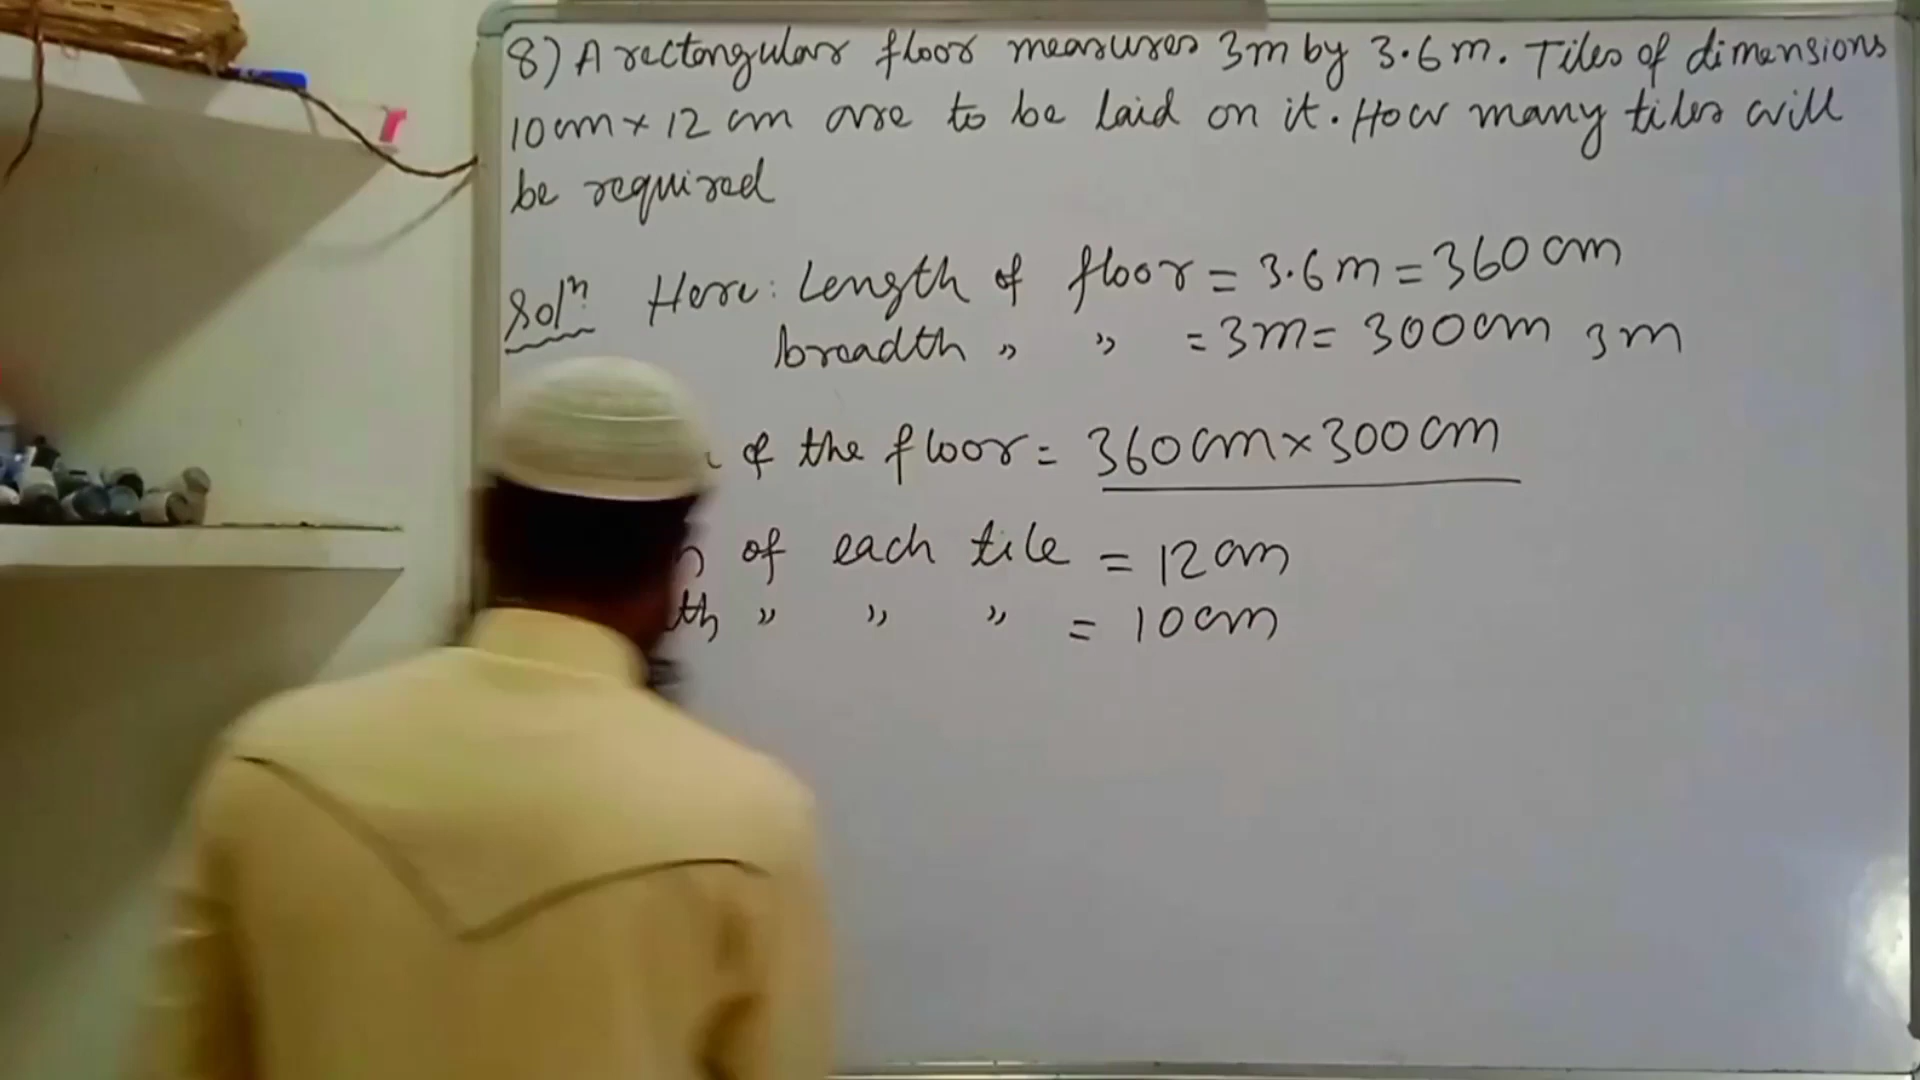 8) A rectangular floor measures 3m by 3.6m. Tiles of dimensions
10cm × 12 cm are to be laid on it. How many tiles will
be required
Solⁿ: Here: Length of floor = 3.6m = 360 cm
breadth " " = 3m = 300cm 3m
of the floor = 360cm × 300cm
of each tile = 12cm
" " " = 10cm